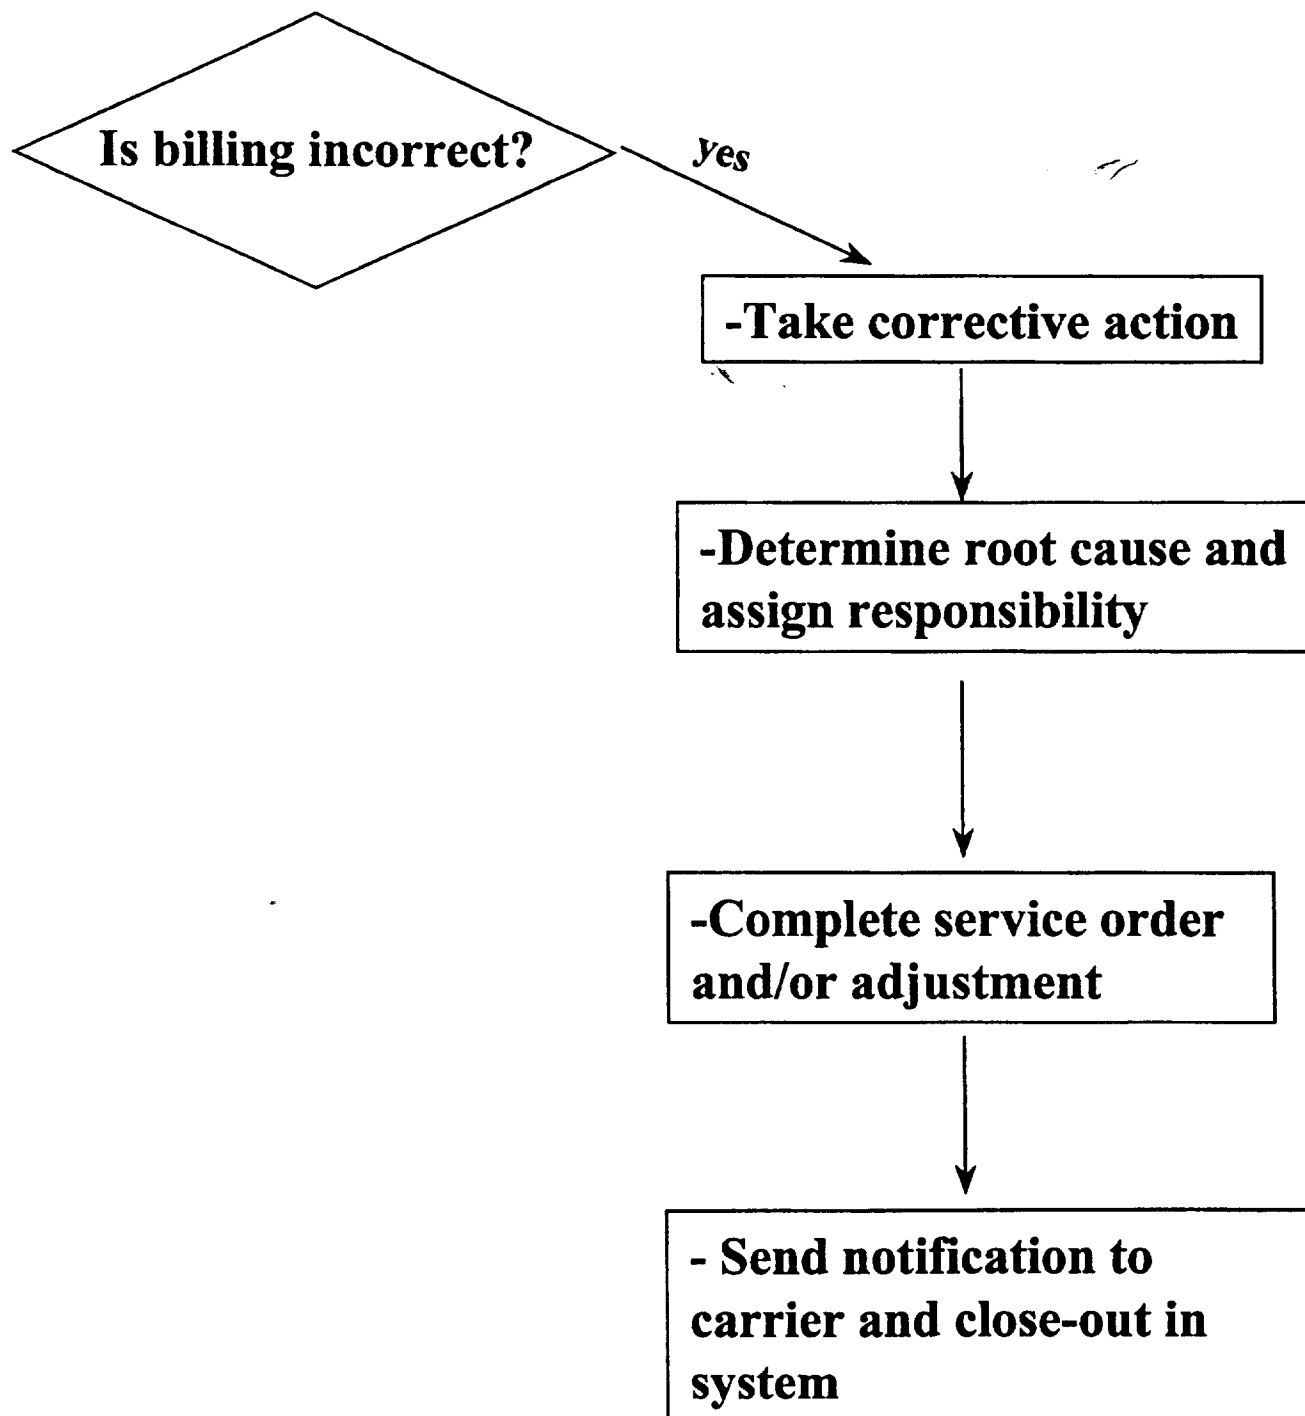 Is billing incorrect?
yes
-Take corrective action
-Determine root cause and
assign responsibility
-Complete service order
and/or adjustment
- Send notification to
carrier and close-out in
system